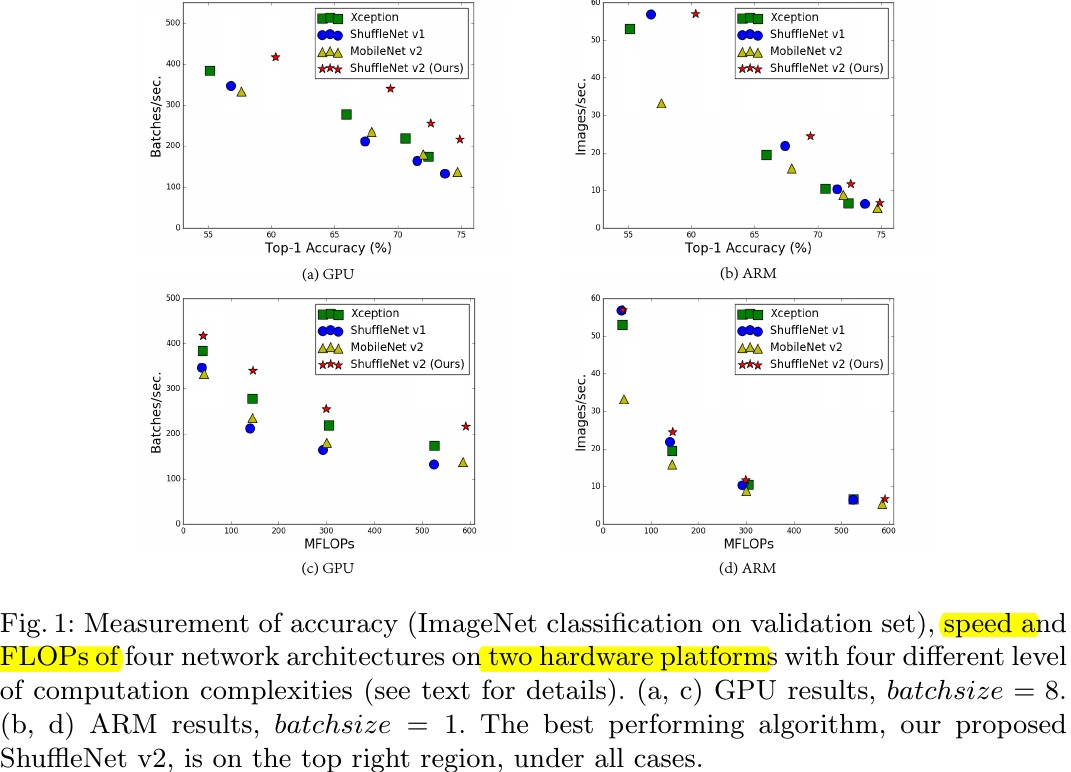 Xception
ShuffleNet v1
MobileNet v2
ShuffleNet v2 (Ours)
500
400
300
200
100
0
Batches/sec.
55 60 65 70 75
Top-1 Accuracy (%)
(a) GPU
Xception
ShuffleNet v1
MobileNet v2
ShuffleNet v2 (Ours)
60
50
40
30
20
10
0
Images/sec.
55 60 65 70 75
Top-1 Accuracy (%)
(b) ARM
Xception
ShuffleNet v1
MobileNet v2
ShuffleNet v2 (Ours)
500
400
300
200
100
0
Batches/sec.
0 100 200 300 400 500 600
MFLOPs
(c) GPU
Xception
ShuffleNet v1
MobileNet v2
ShuffleNet v2 (Ours)
60
50
40
30
20
10
0
Images/sec.
0 100 200 300 400 500 600
MFLOPs
(d) ARM
Fig. 1: Measurement of accuracy (ImageNet classification on validation set), speed and
FLOPs of four network architectures on two hardware platforms with four different level
of computation complexities (see text for details). (a, c) GPU results, batchsize = 8.
(b, d) ARM results, batchsize = 1. The best performing algorithm, our proposed
ShuffleNet v2, is on the top right region, under all cases.